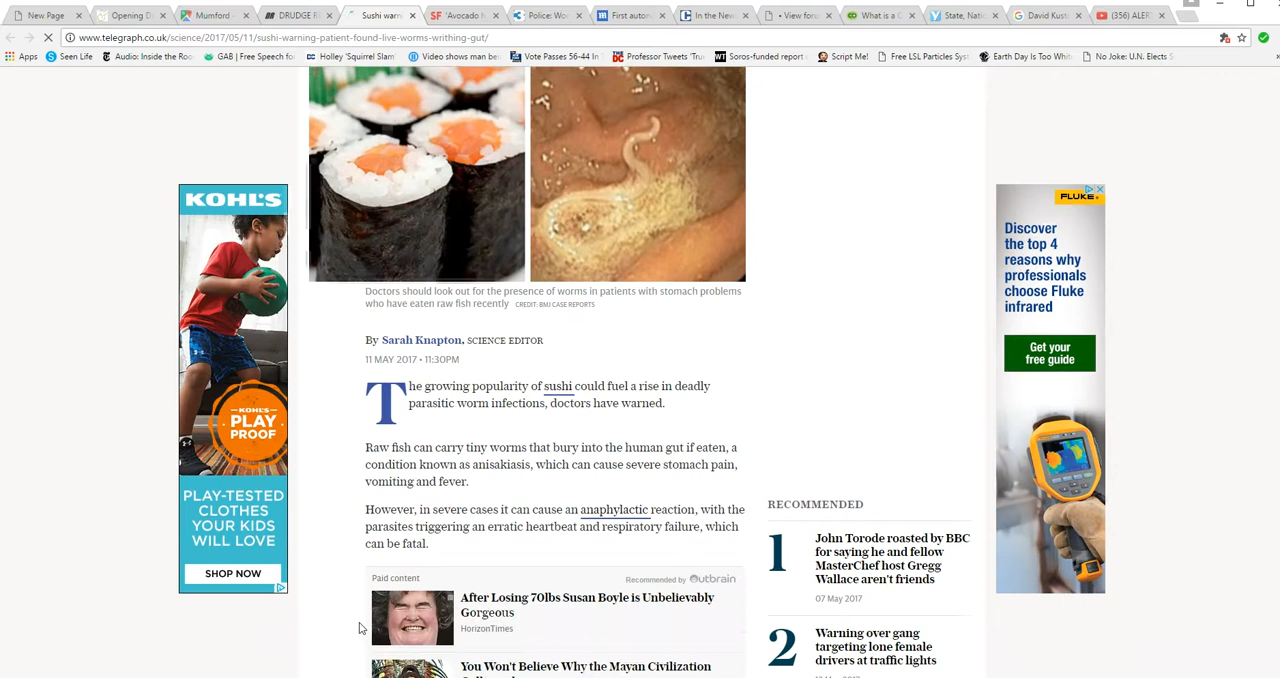 New Page
Opening Di
Mumford -
DRUDGE RE
Sushi warni
'Avocado h
Police: Wo
First auton
In the New
• View foru
What is a C
State, Nati
David Kust
(356) ALER
www.telegraph.co.uk/science/2017/05/11/sushi-warning-patient-found-live-worms-writhing-gut/
Apps
Seen Life
Audio: Inside the Roo
GAB | Free Speech fo
Holley 'Squirrel Slam'
Video shows man bei
Vote Passes 56-44 In
Professor Tweets 'Tru
Soros-funded report
Script Me!
Free LSL Particles Syst
Earth Day Is Too Whit
No Joke: U.N. Elects S
KOHL'S
KOHL'S
PLAY
PROOF
PLAY-TESTED
CLOTHES
YOUR KIDS
WILL LOVE
SHOP NOW
Doctors should look out for the presence of worms in patients with stomach problems
who have eaten raw fish recently CREDIT: BMJ CASE REPORTS
By Sarah Knapton, SCIENCE EDITOR
11 MAY 2017 • 11:30PM
The growing popularity of sushi could fuel a rise in deadly
parasitic worm infections, doctors have warned.
Raw fish can carry tiny worms that bury into the human gut if eaten, a
condition known as anisakiasis, which can cause severe stomach pain,
vomiting and fever.
However, in severe cases it can cause an anaphylactic reaction, with the
parasites triggering an erratic heartbeat and respiratory failure, which
can be fatal.
Paid content
Recommended by Outbrain
After Losing 70lbs Susan Boyle is Unbelievably
Gorgeous
HorizonTimes
You Won't Believe Why the Mayan Civilization
RECOMMENDED
1
John Torode roasted by BBC
for saying he and fellow
MasterChef host Gregg
Wallace aren't friends
07 May 2017
2
Warning over gang
targeting lone female
drivers at traffic lights
FLUKE
Discover
the top 4
reasons why
professionals
choose Fluke
infrared
Get your
free guide